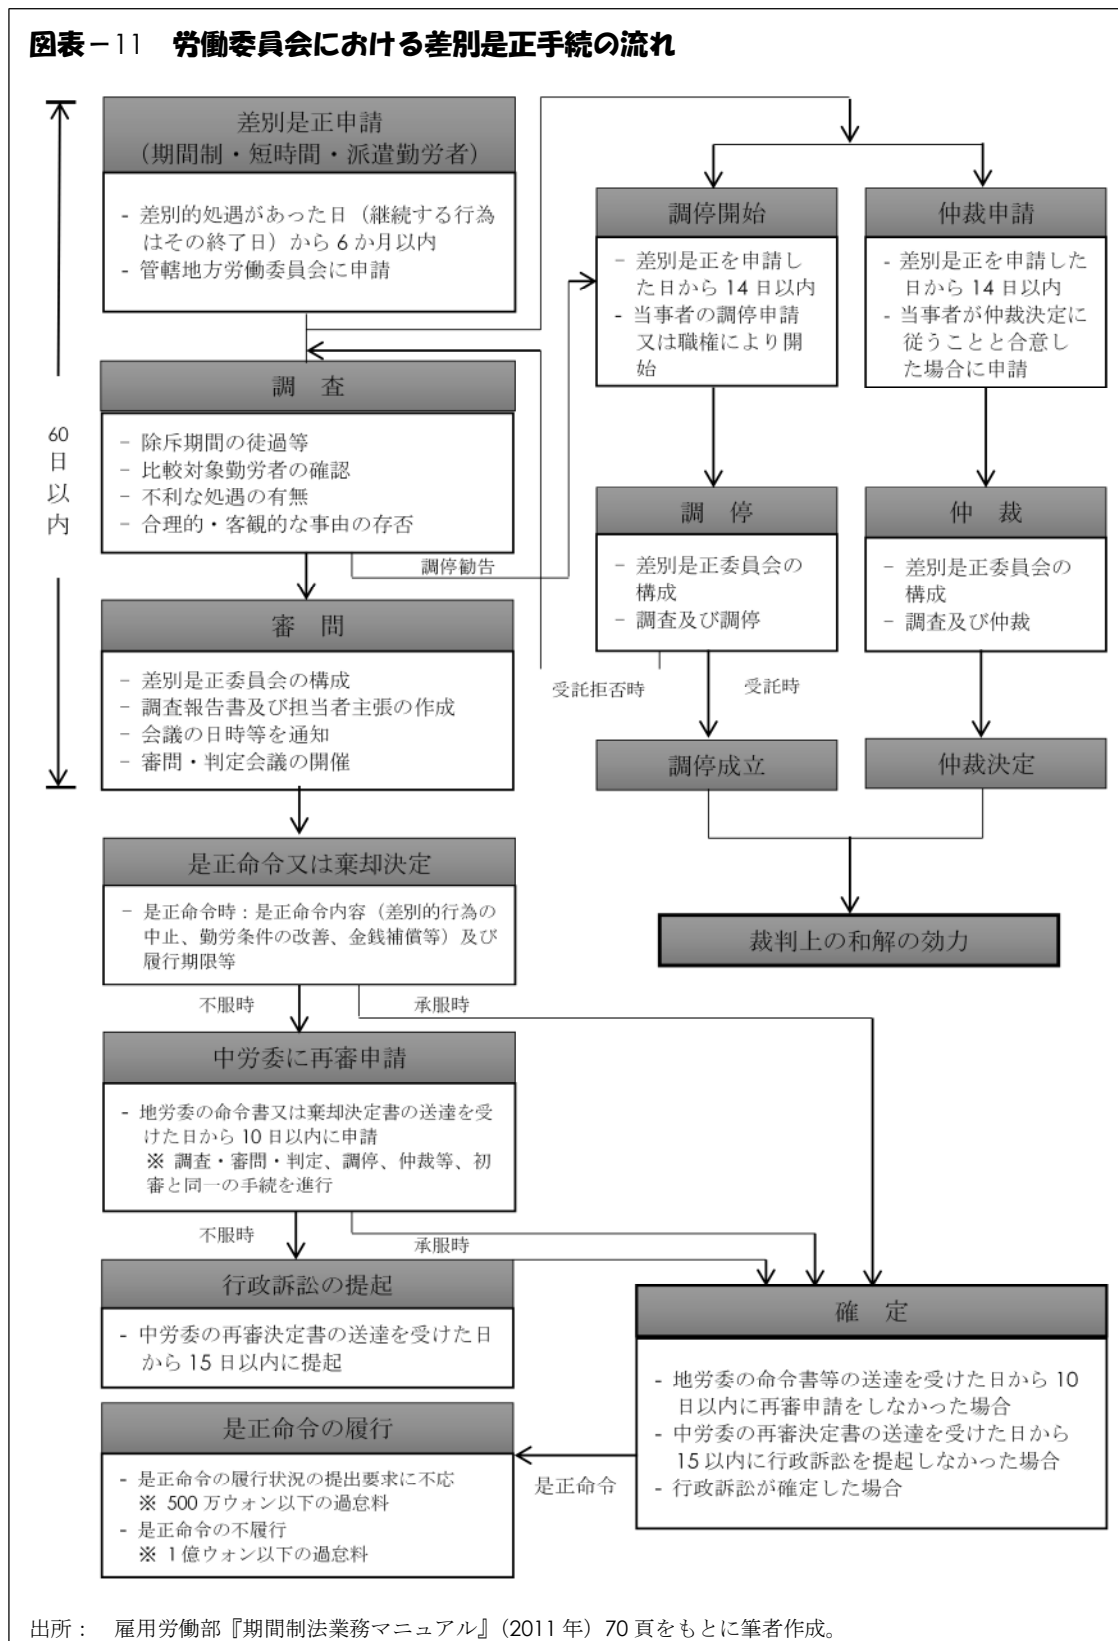 図表－11　労働委員会における差別是正手続の流れ
60
日
以
内
差別是正申請
（期間制・短時間・派遣勤労者）
- 差別的処遇があった日（継続する行為
はその終了日）から 6 か月以内
- 管轄地方労働委員会に申請
調　査
- 除斥期間の徒過等
- 比較対象勤労者の確認
- 不利な処遇の有無
- 合理的・客観的な事由の存否
調停勧告
審　問
- 差別是正委員会の構成
- 調査報告書及び担当者主張の作成
- 会議の日時等を通知
- 審問・判定会議の開催
調停開始
- 差別是正を申請し
た日から 14 日以内
- 当事者の調停申請
又は職権により開
始
仲裁申請
- 差別是正を申請した
日から 14 日以内
- 当事者が仲裁決定に
従うことと合意し
た場合に申請
調　停
- 差別是正委員会の
構成
- 調査及び調停
仲　裁
- 差別是正委員会の
構成
- 調査及び仲裁
受託拒否時
受託時
調停成立
仲裁決定
裁判上の和解の効力
是正命令又は棄却決定
- 是正命令時：是正命令内容（差別的行為の
中止、勤労条件の改善、金銭補償等）及び
履行期限等
不服時
承服時
中労委に再審申請
- 地労委の命令書又は棄却決定書の送達を受
けた日から 10 日以内に申請
※ 調査・審問・判定、調停、仲裁等、初
審と同一の手続を進行
不服時
承服時
行政訴訟の提起
- 中労委の再審決定書の送達を受けた日
から 15 日以内に提起
確　定
- 地労委の命令書等の送達を受けた日から 10
日以内に再審申請をしなかった場合
- 中労委の再審決定書の送達を受けた日から
15 以内に行政訴訟を提起しなかった場合
- 行政訴訟が確定した場合
是正命令
是正命令の履行
- 是正命令の履行状況の提出要求に不応
※ 500 万ウォン以下の過怠料
- 是正命令の不履行
※ 1 億ウォン以下の過怠料
出所：　雇用労働部『期間制法業務マニュアル』（2011 年）70 頁をもとに筆者作成。